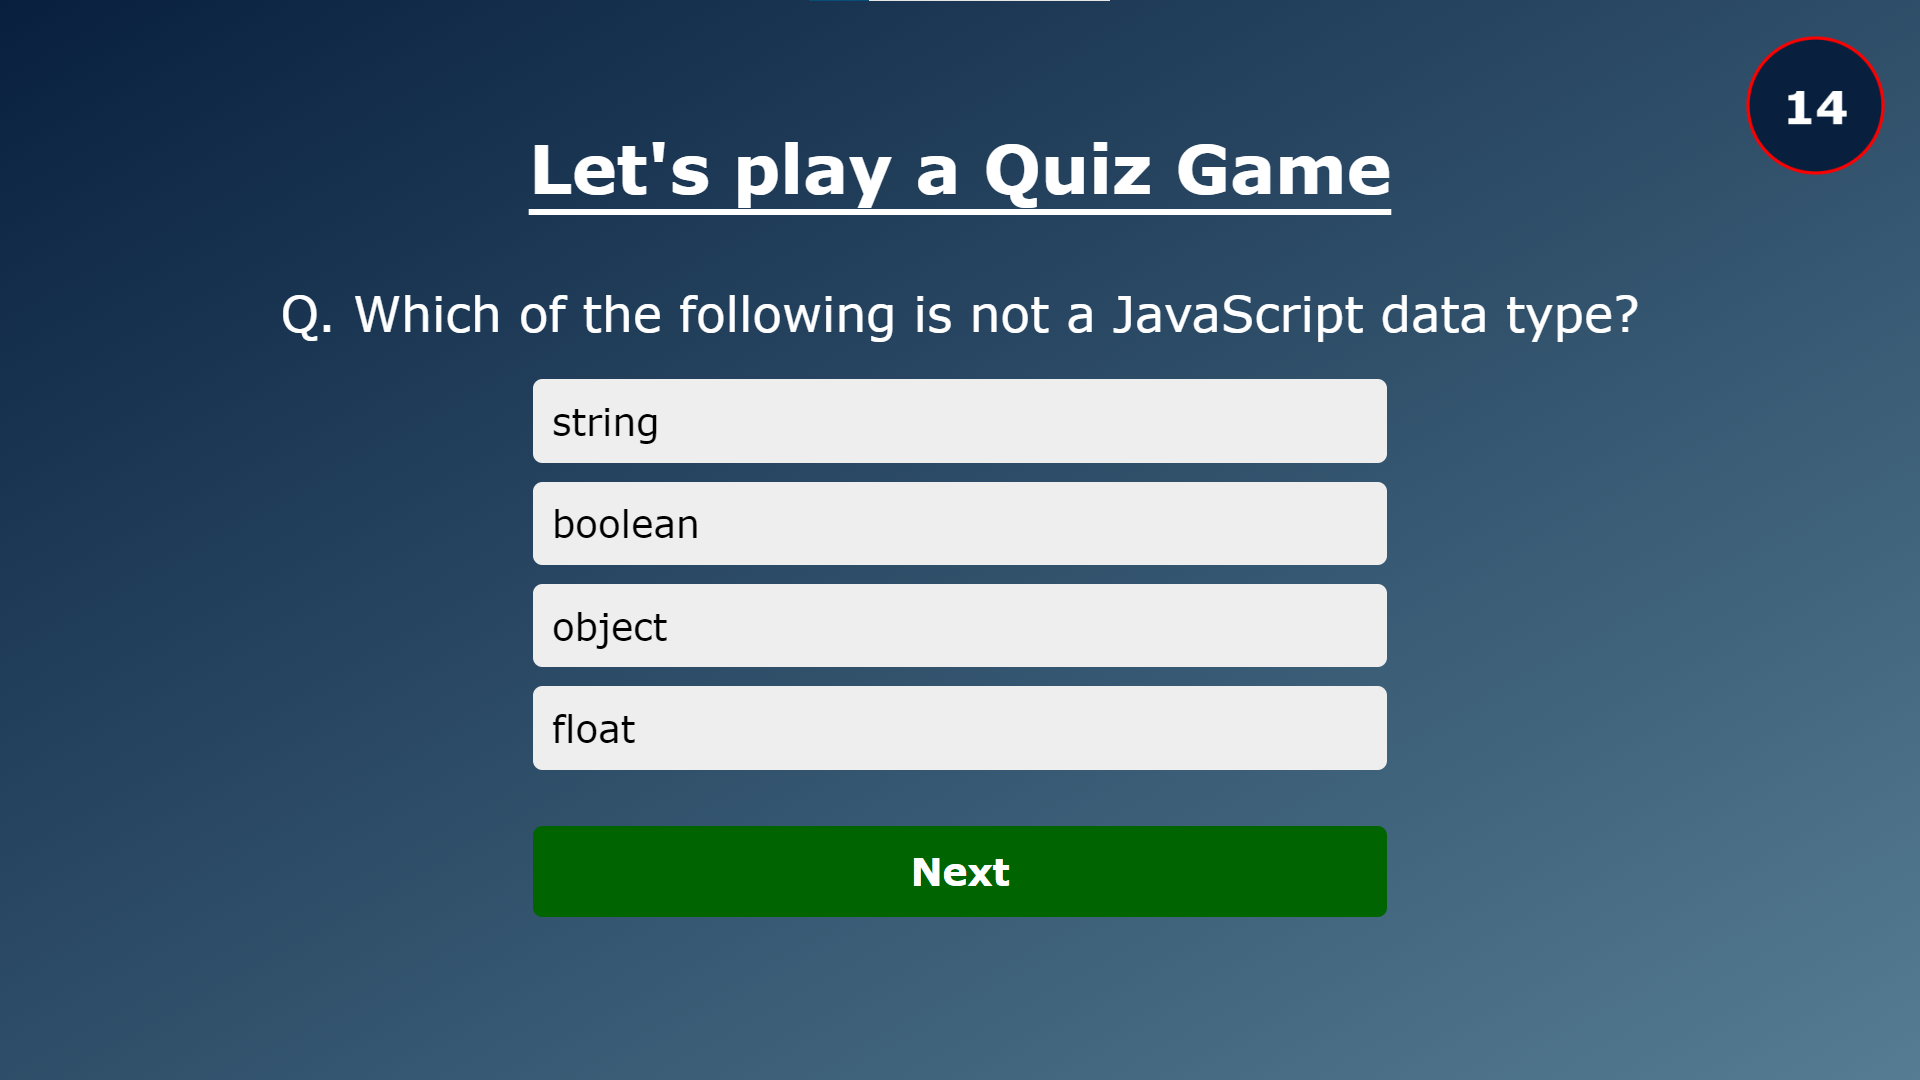 14
Let's play a Quiz Game
Q. Which of the following is not a JavaScript data type?
string
boolean
object
float
Next